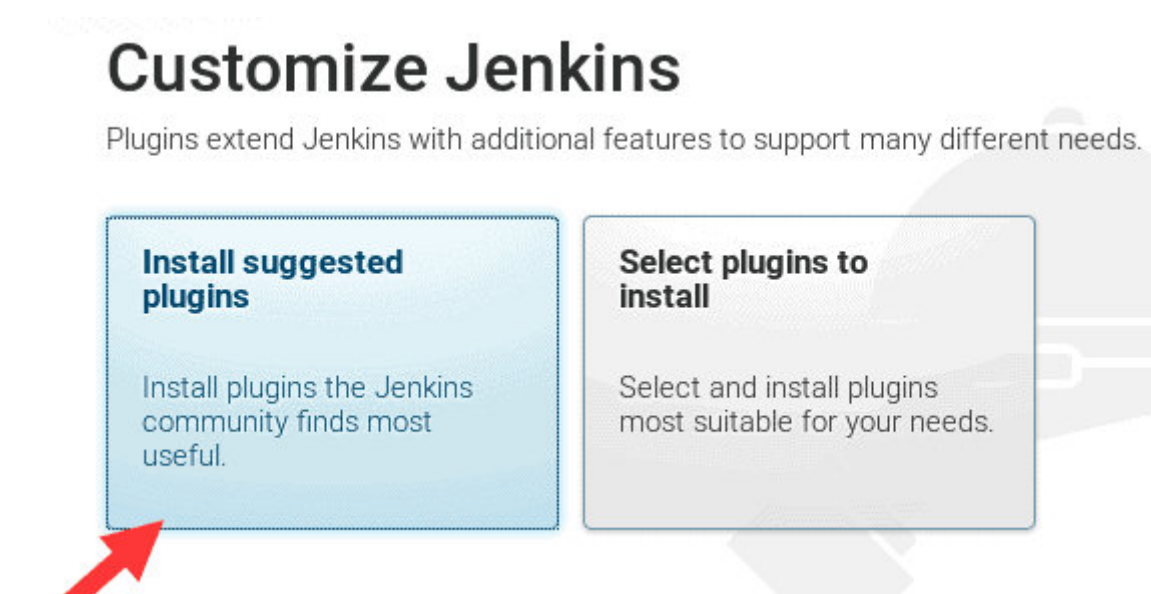 Customize Jenkins
Plugins extend Jenkins with additional features to support many different needs.
Install suggested
plugins
Install plugins the Jenkins
community finds most
useful.
Select plugins to
install
Select and install plugins
most suitable for your needs.